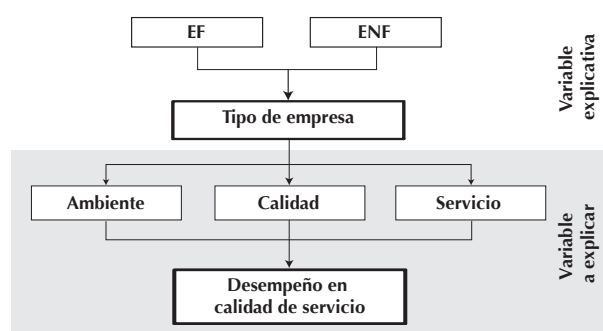 EF
ENF
Tipo de empresa
Variable
explicativa
Ambiente
Calidad
Servicio
Desempeño en
calidad de servicio
Variable
a explicar